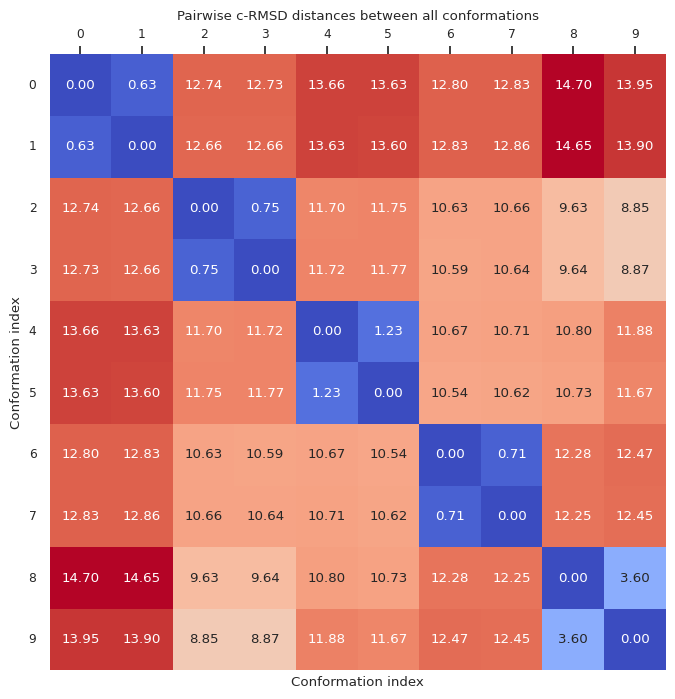 Pairwise c-RMSD distances between all conformations
0 1 2 3 4 5 6 7 8 9
0 0.00 0.63 12.74 12.73 13.66 13.63 12.80 12.83 14.70 13.95
1 0.63 0.00 12.66 12.66 13.63 13.60 12.83 12.86 14.65 13.90
2 12.74 12.66 0.00 0.75 11.70 11.75 10.63 10.66 9.63 8.85
3 12.73 12.66 0.75 0.00 11.72 11.77 10.59 10.64 9.64 8.87
4 13.66 13.63 11.70 11.72 0.00 1.23 10.67 10.71 10.80 11.88
5 13.63 13.60 11.75 11.77 1.23 0.00 10.54 10.62 10.73 11.67
6 12.80 12.83 10.63 10.59 10.67 10.54 0.00 0.71 12.28 12.47
7 12.83 12.86 10.66 10.64 10.71 10.62 0.71 0.00 12.25 12.45
8 14.70 14.65 9.63 9.64 10.80 10.73 12.28 12.25 0.00 3.60
9 13.95 13.90 8.85 8.87 11.88 11.67 12.47 12.45 3.60 0.00
Conformation index
Conformation index